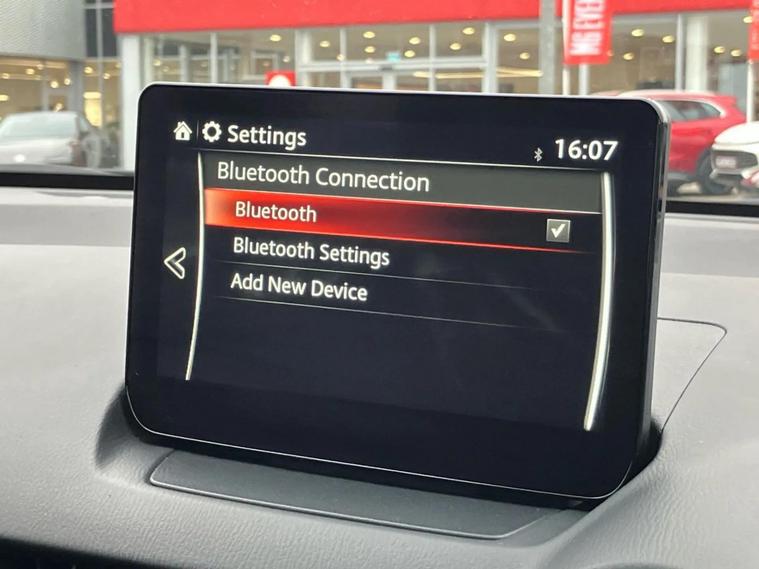 Settings
16:07
Bluetooth Connection
Bluetooth
Bluetooth Settings
Add New Device